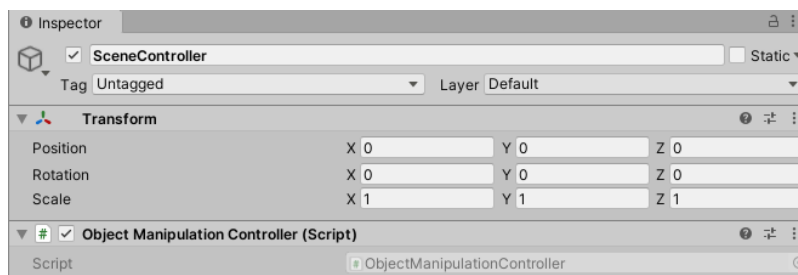 Inspector
SceneController Static
Tag Untagged Layer Default
Transform
Position X 0 Y 0 Z 0
Rotation X 0 Y 0 Z 0
Scale X 1 Y 1 Z 1
# Object Manipulation Controller (Script)
Script # ObjectManipulationController